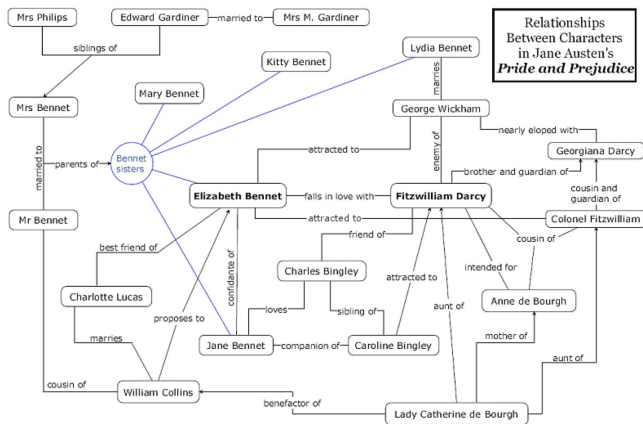 Mrs Philips
Edward Gardiner
married to
Mrs M. Gardiner
Relationships
Between Characters
in Jane Austen's
Pride and Prejudice
siblings of
Lydia Bennet
Kitty Bennet
Mary Bennet
marries
Mrs Bennet
George Wickham
nearly eloped with
married to
parents of
Bennet
sisters
attracted to
enemy of
Georgiana Darcy
brother and guardian of
Elizabeth Bennet
falls in love with
Fitzwilliam Darcy
cousin and
guardian of
Mr Bennet
attracted to
Colonel Fitzwilliam
best friend of
friend of
cousin of
confidante of
Charles Bingley
attracted to
intended for
Charlotte Lucas
proposes to
loves
sibling of
aunt of
Anne de Bourgh
marries
Jane Bennet
companion of
Caroline Bingley
mother of
aunt of
cousin of
William Collins
benefactor of
Lady Catherine de Bourgh